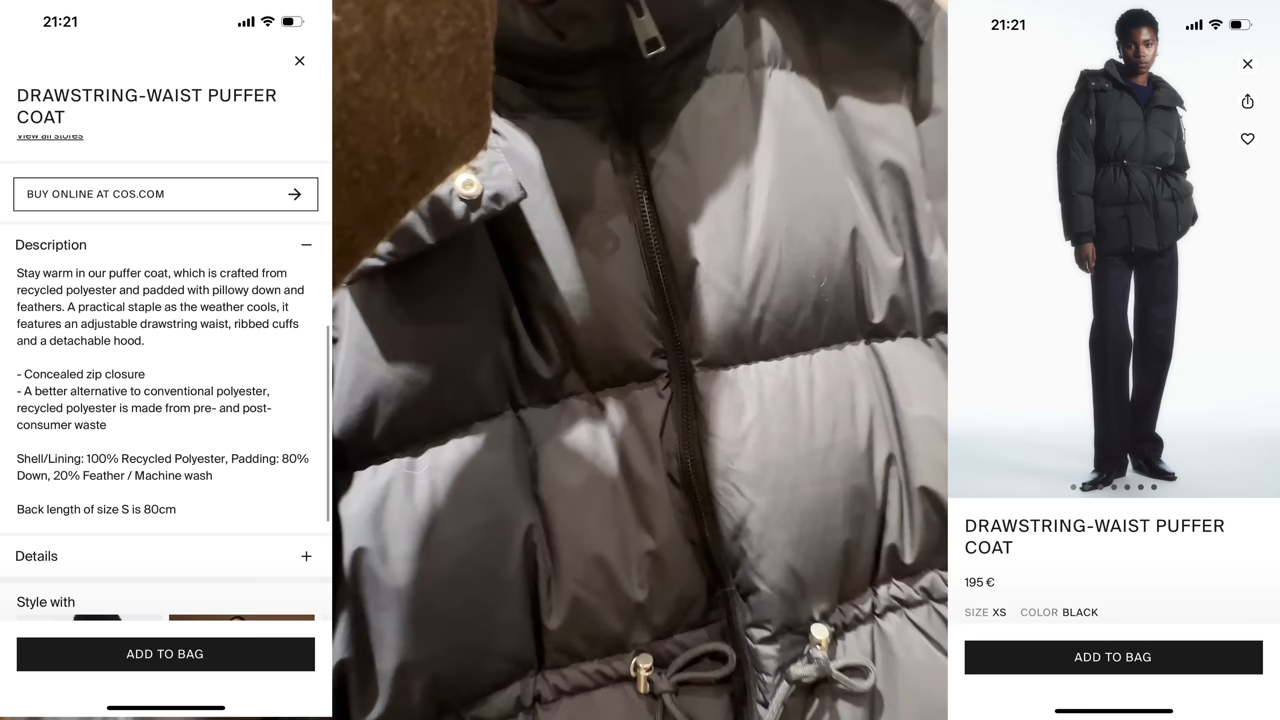 21:21
DRAWSTRING-WAIST PUFFER
COAT
View all stores
BUY ONLINE AT COS.COM
Description
Stay warm in our puffer coat, which is crafted from
recycled polyester and padded with pillowy down and
feathers. A practical staple as the weather cools, it
features an adjustable drawstring waist, ribbed cuffs
and a detachable hood.
- Concealed zip closure
- A better alternative to conventional polyester,
recycled polyester is made from pre- and post-
consumer waste
Shell/Lining: 100% Recycled Polyester, Padding: 80%
Down, 20% Feather / Machine wash
Back length of size S is 80cm
Details
Style with
ADD TO BAG
21:21
DRAWSTRING-WAIST PUFFER
COAT
195 €
SIZE XS COLOR BLACK
ADD TO BAG